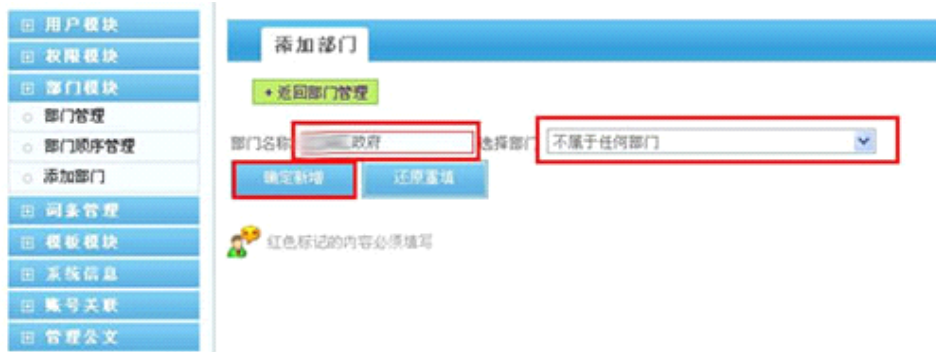 用户模块
权限模块
部门模块
部门管理
部门顺序管理
添加部门
词条管理
模板模块
系统信息
账号关联
管理公文
添加部门
+返回部门管理
部门名称 政府 选择部门 不属于任何部门
确定新增 还原重填
红色标记的内容必须填写